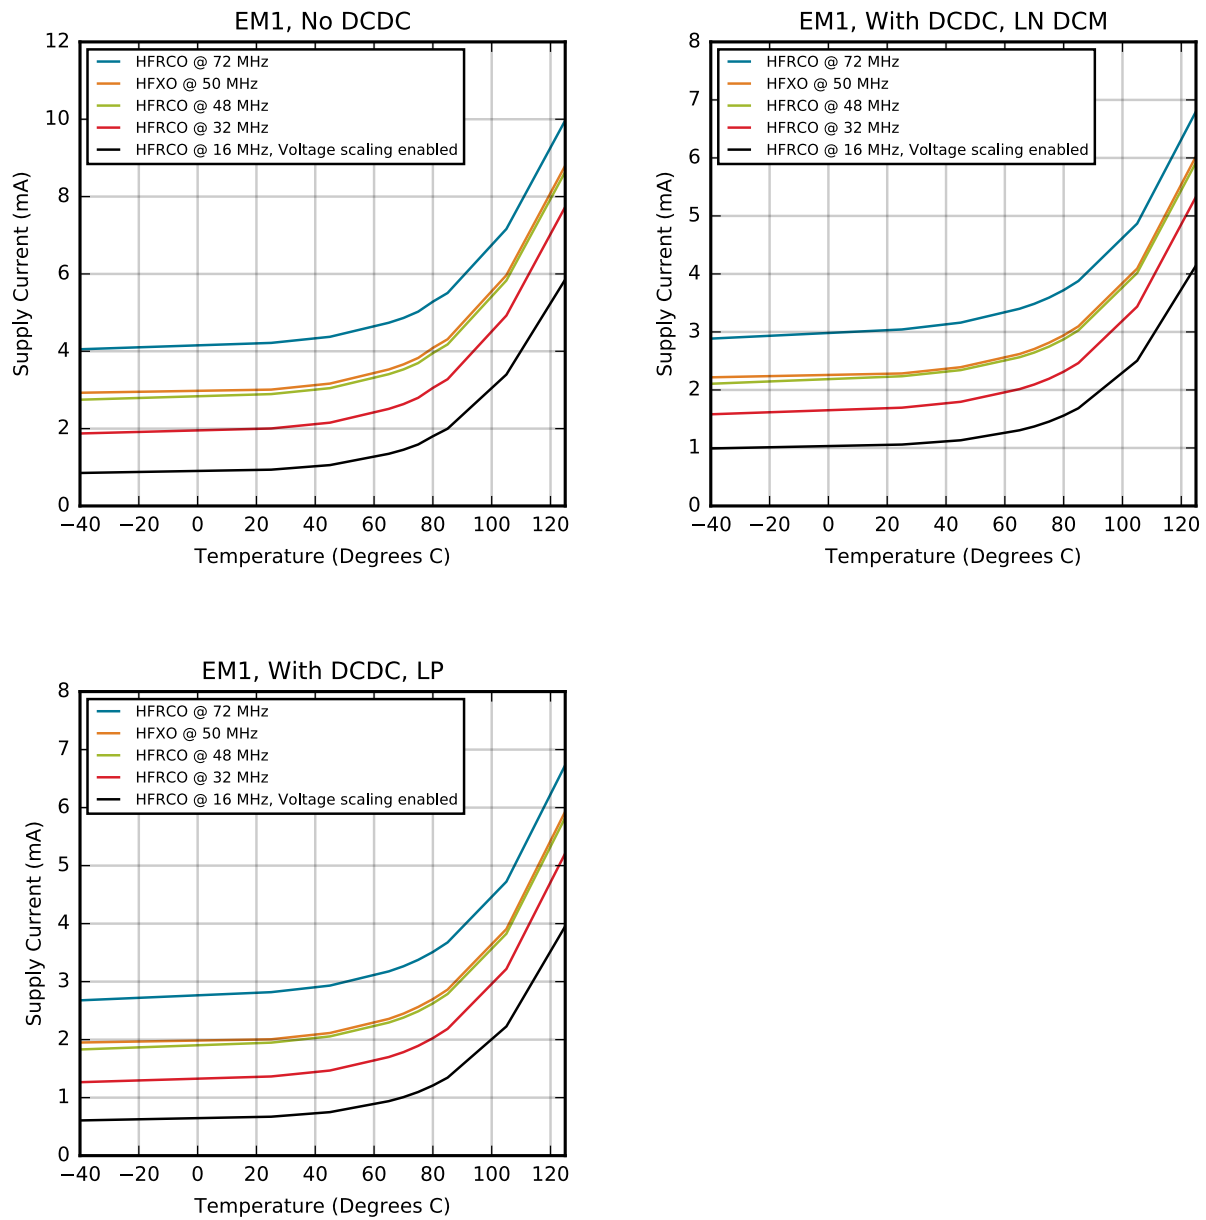 EM1, No DCDC
12
10
8
6
4
2
0
Supply Current (mA)
HFRCO @ 72 MHz
HFXO @ 50 MHz
HFRCO @ 48 MHz
HFRCO @ 32 MHz
HFRCO @ 16 MHz, Voltage scaling enabled
−40 −20 0 20 40 60 80 100 120
Temperature (Degrees C)
EM1, With DCDC, LN DCM
8
7
6
5
4
3
2
1
0
Supply Current (mA)
HFRCO @ 72 MHz
HFXO @ 50 MHz
HFRCO @ 48 MHz
HFRCO @ 32 MHz
HFRCO @ 16 MHz, Voltage scaling enabled
−40 −20 0 20 40 60 80 100 120
Temperature (Degrees C)
EM1, With DCDC, LP
8
7
6
5
4
3
2
1
0
Supply Current (mA)
HFRCO @ 72 MHz
HFXO @ 50 MHz
HFRCO @ 48 MHz
HFRCO @ 32 MHz
HFRCO @ 16 MHz, Voltage scaling enabled
−40 −20 0 20 40 60 80 100 120
Temperature (Degrees C)